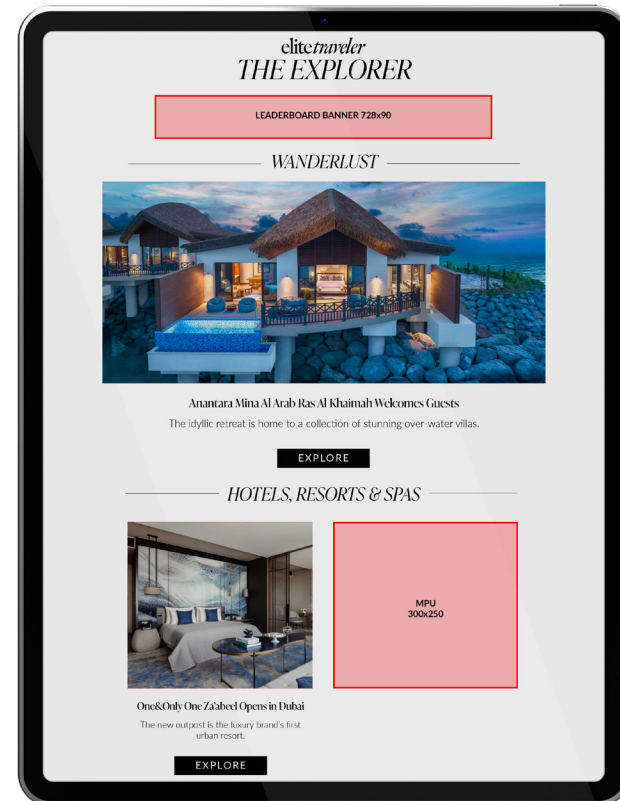 elitetraveler
THE EXPLORER
LEADERBOARD BANNER 728x90
WANDERLUST
Anantara Mina Al Arab Ras Al Khaimah Welcomes Guests
The idyllic retreat is home to a collection of stunning over-water villas.
EXPLORE
HOTELS, RESORTS & SPAS
MPU
300x250
One&Only One Za'abeel Opens in Dubai
The new outpost is the luxury brand's first
urban resort.
EXPLORE